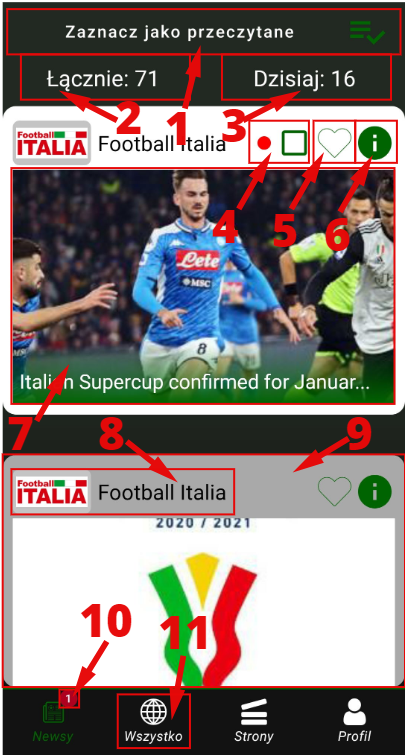 Zaznacz jako przeczytane
Łącznie: 71
Dzisiaj: 16
2
1
3
Football
ITALIA
Football Italia
4
5
6
Lete
MSC
8
Italian Supercup confirmed for Januar...
7
8
9
Football
ITALIA
Football Italia
2020 / 2021
10
11
1
Newsy
Wszystko
Strony
Profil